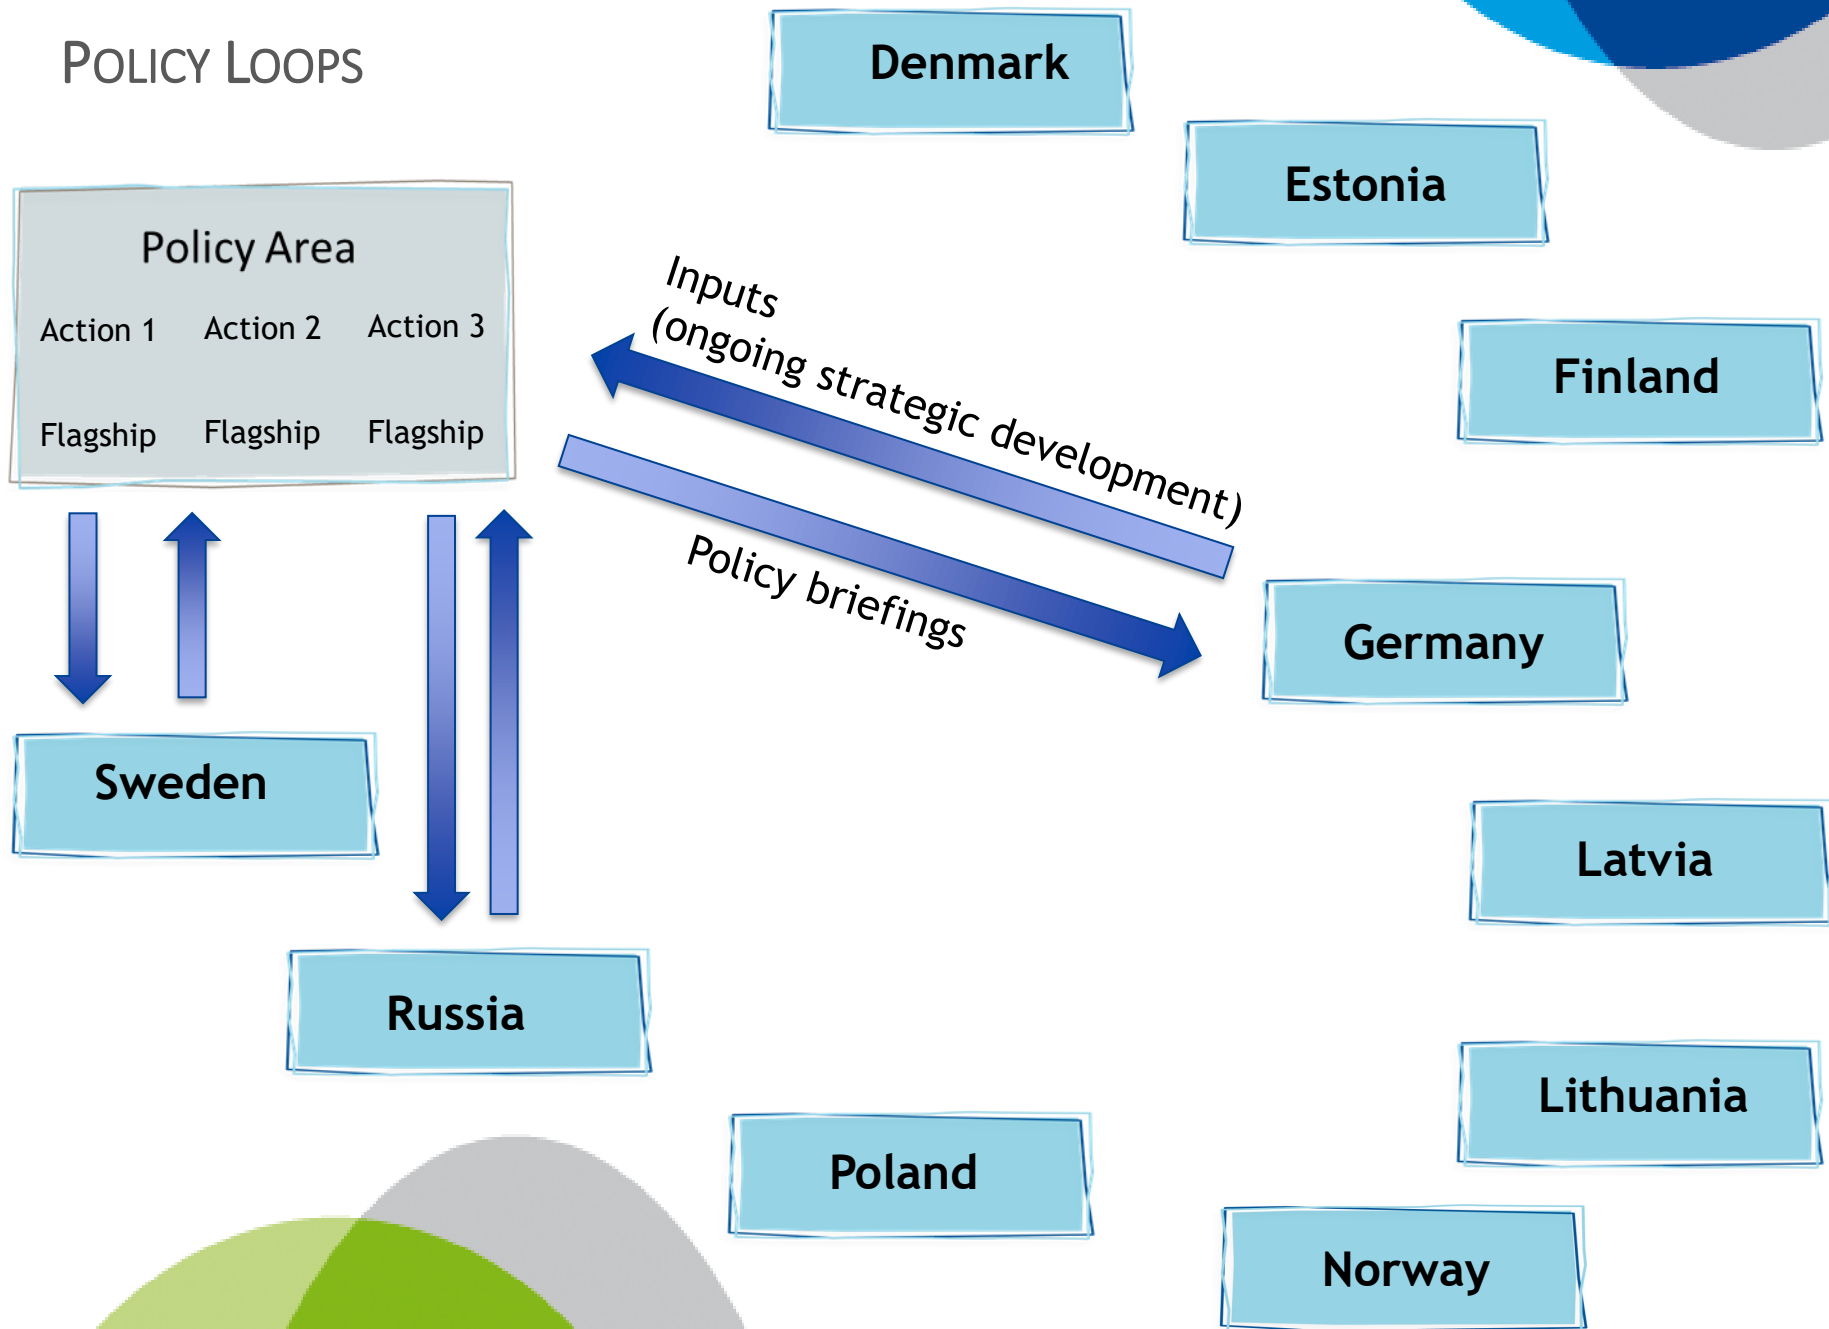 POLICY LOOPS
Denmark
Estonia
Policy Area
Action 1 Action 2 Action 3
Flagship Flagship Flagship
Inputs
(ongoing strategic development)
Policy briefings
Finland
Germany
Sweden
Latvia
Russia
Lithuania
Poland
Norway